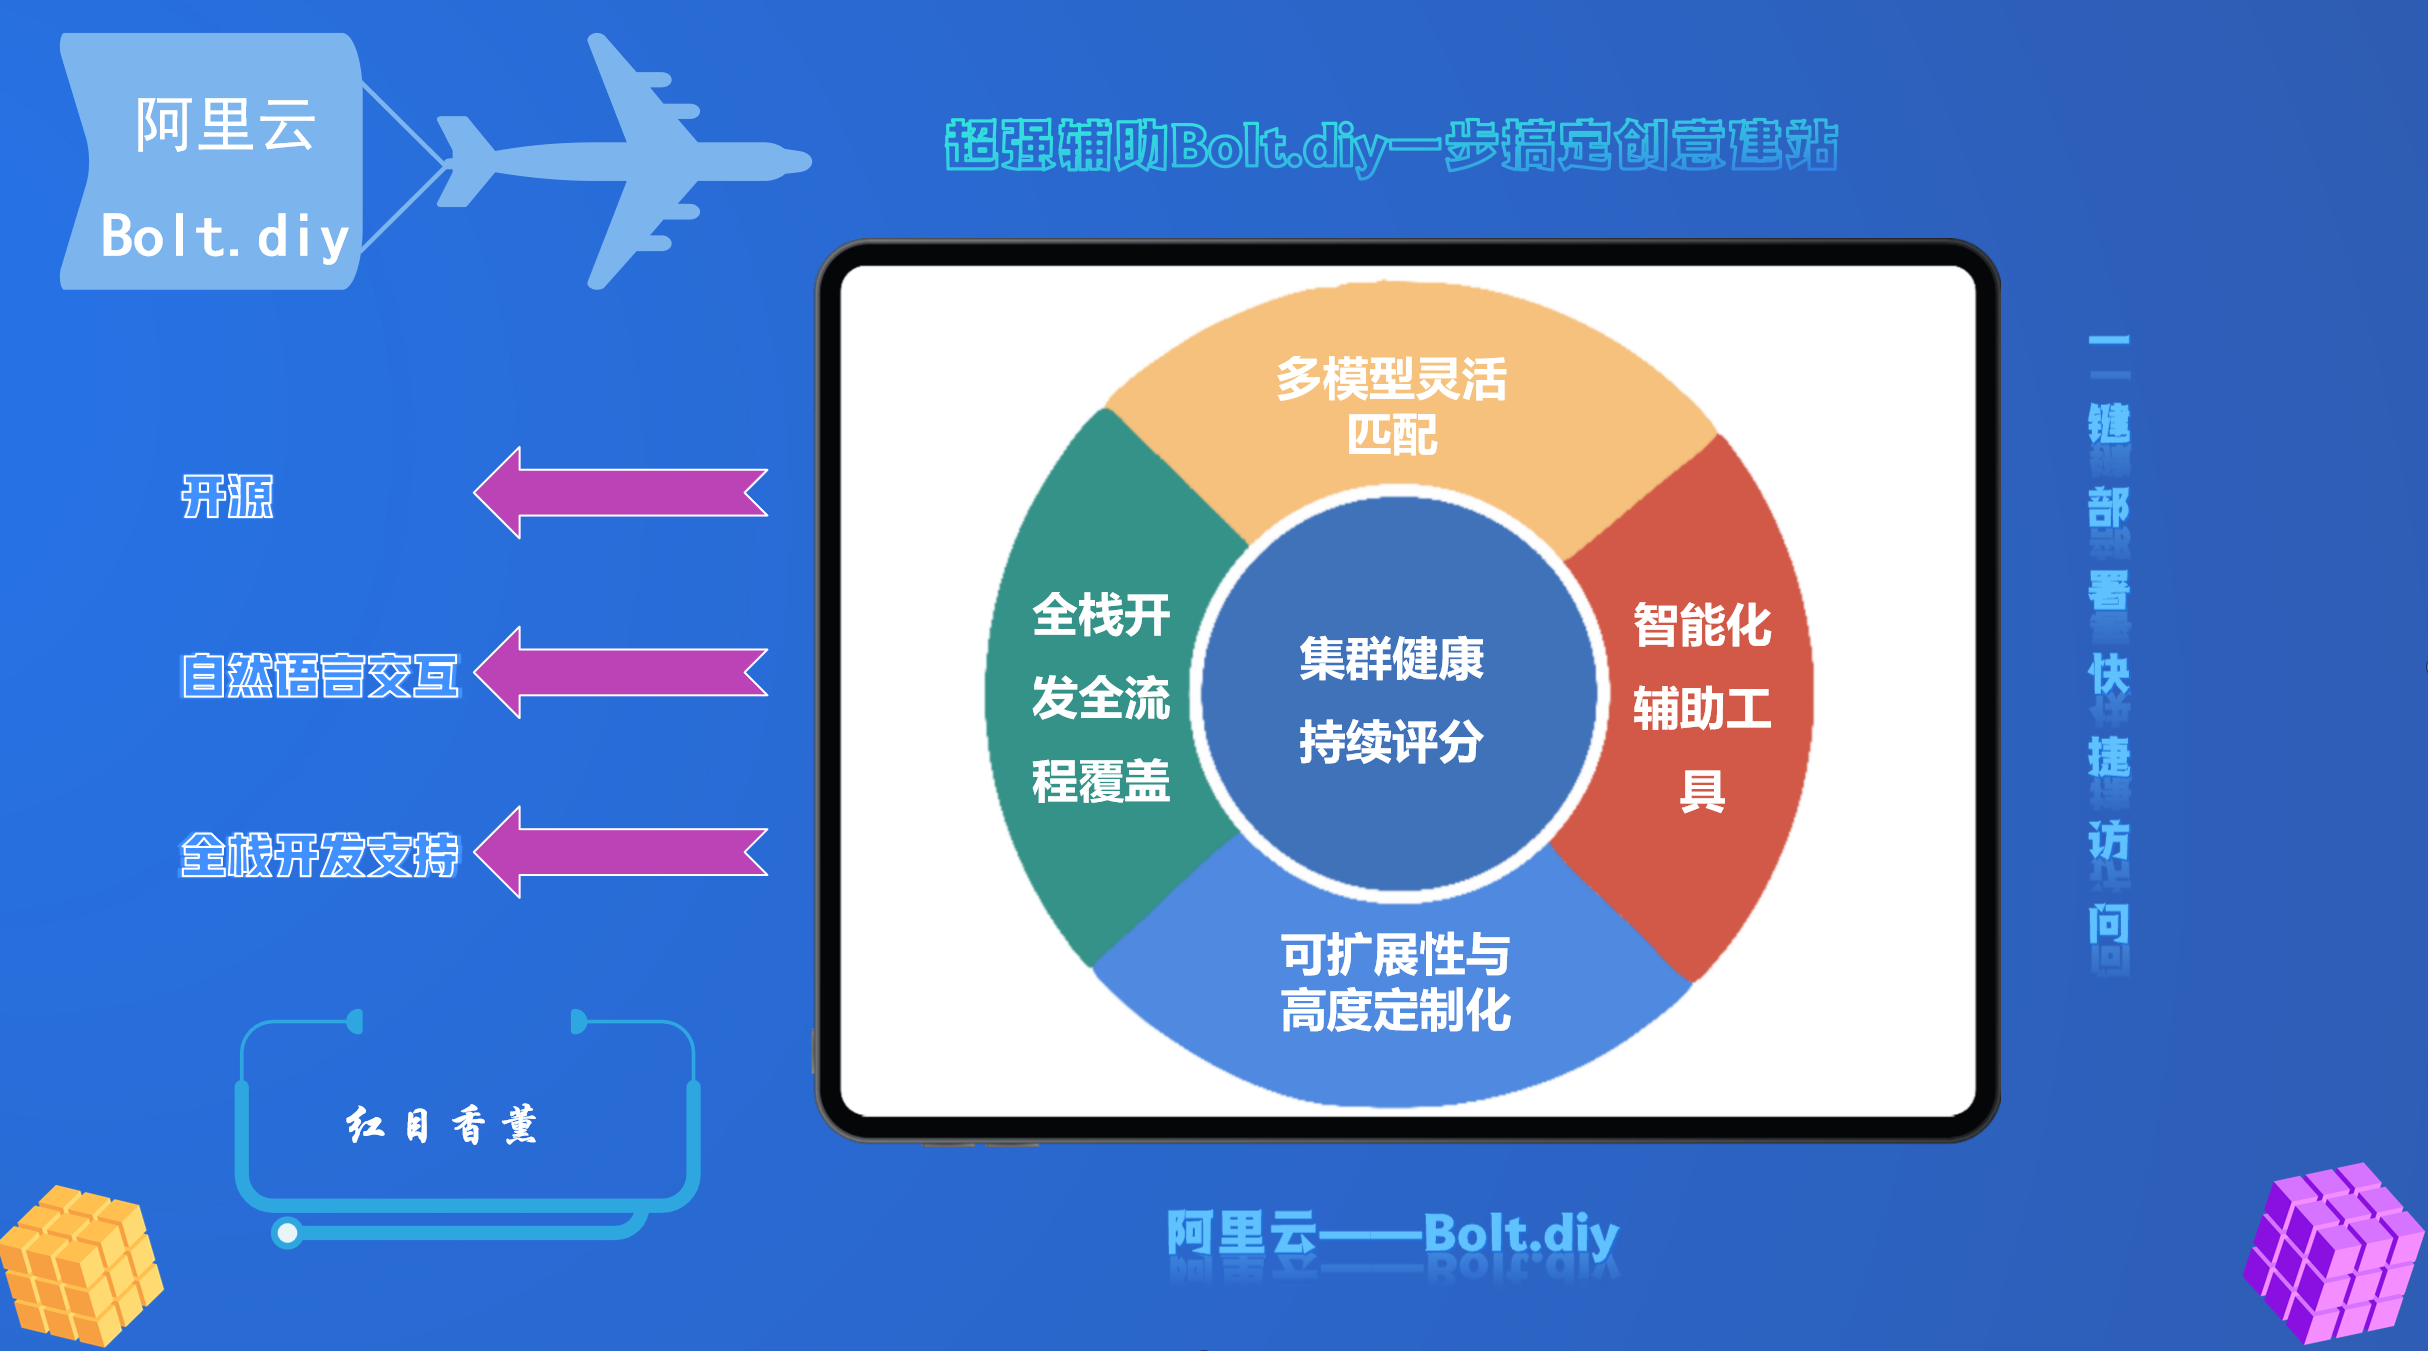 阿里云
Bolt.diy
超强辅助Bolt.diy一步搞定创意建站
开源
自然语言交互
全栈开发支持
多模型灵活
匹配
全栈开
发全流
程覆盖
集群健康
持续评分
智能化
辅助工
具
可扩展性与
高度定制化
一键部署快捷访问
红目香薰
阿里云——Bolt.diy